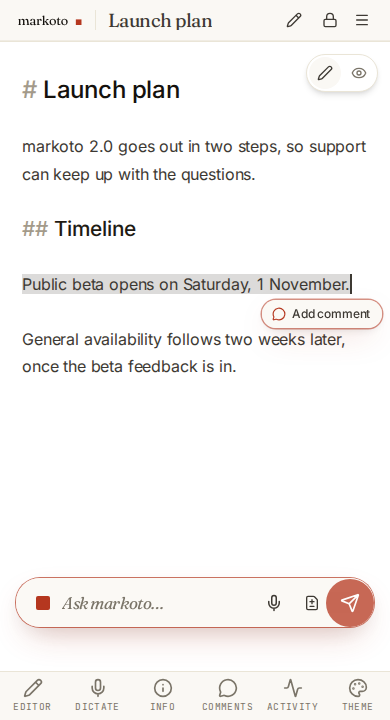 markoto
Launch plan
# Launch plan
markoto 2.0 goes out in two steps, so support
can keep up with the questions.
## Timeline
Public beta opens on Saturday, 1 November.
Add comment
General availability follows two weeks later,
once the beta feedback is in.
Ask markoto...
EDITOR
DICTATE
INFO
COMMENTS
ACTIVITY
THEME